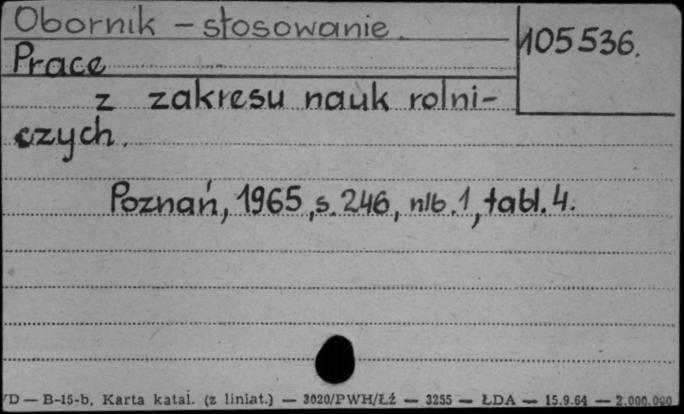 Obornik – stosowanie.
105536.
Prace
z zakresu nauk rolni-
czych.
Poznań, 1965, s. 246, nlb. 1, tabl. 4.
/D — B-15-b, Karta katal. (z liniat.) — 3020/PWH/Łź — 3255 — ŁDA — 15.9.64 — 2.000.000